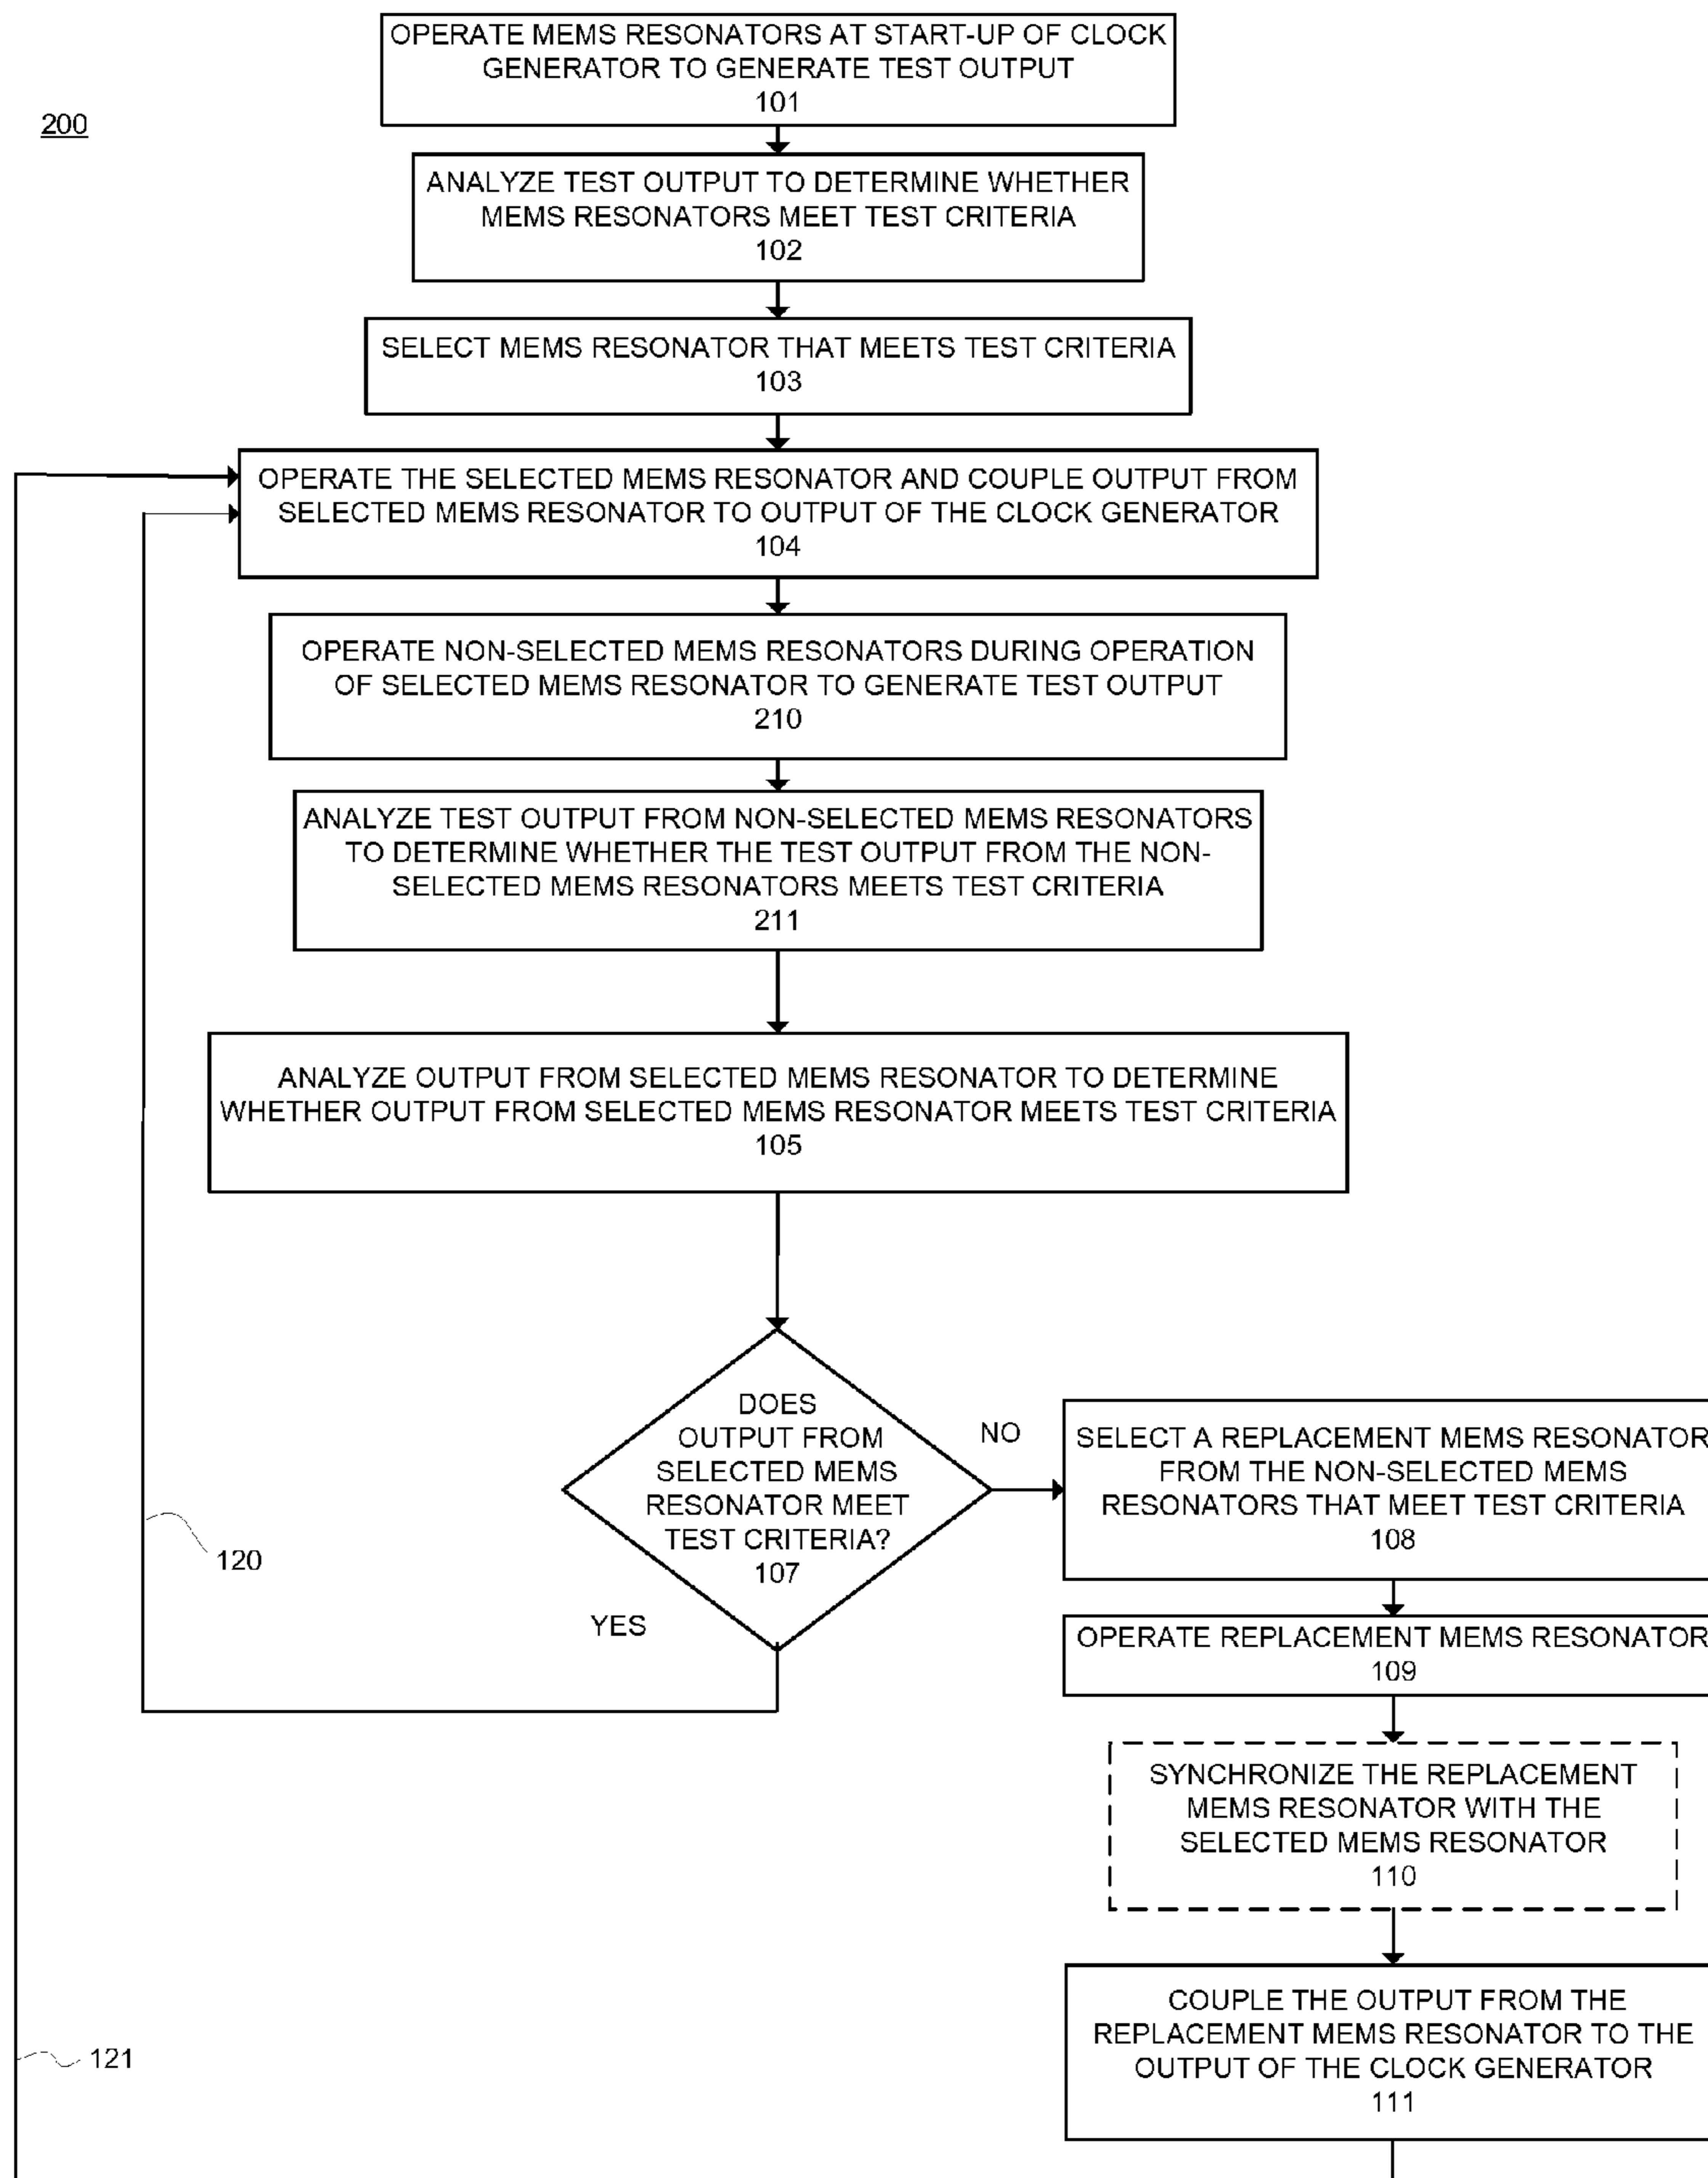 OPERATE MEMS RESONATORS AT START-UP OF CLOCK
GENERATOR TO GENERATE TEST OUTPUT
101
200
ANALYZE TEST OUTPUT TO DETERMINE WHETHER
MEMS RESONATORS MEET TEST CRITERIA
102
SELECT MEMS RESONATOR THAT MEETS TEST CRITERIA
103
OPERATE THE SELECTED MEMS RESONATOR AND COUPLE OUTPUT FROM
SELECTED MEMS RESONATOR TO OUTPUT OF THE CLOCK GENERATOR
104
OPERATE NON-SELECTED MEMS RESONATORS DURING OPERATION
OF SELECTED MEMS RESONATOR TO GENERATE TEST OUTPUT
210
ANALYZE TEST OUTPUT FROM NON-SELECTED MEMS RESONATORS
TO DETERMINE WHETHER THE TEST OUTPUT FROM THE NON-
SELECTED MEMS RESONATORS MEETS TEST CRITERIA
211
ANALYZE OUTPUT FROM SELECTED MEMS RESONATOR TO DETERMINE
WHETHER OUTPUT FROM SELECTED MEMS RESONATOR MEETS TEST CRITERIA
105
DOES
OUTPUT FROM
SELECTED MEMS
RESONATOR MEET
TEST CRITERIA?
107
NO
YES
120
SELECT A REPLACEMENT MEMS RESONATOR
FROM THE NON-SELECTED MEMS
RESONATORS THAT MEET TEST CRITERIA
108
OPERATE REPLACEMENT MEMS RESONATOR
109
SYNCHRONIZE THE REPLACEMENT
MEMS RESONATOR WITH THE
SELECTED MEMS RESONATOR
110
COUPLE THE OUTPUT FROM THE
REPLACEMENT MEMS RESONATOR TO THE
OUTPUT OF THE CLOCK GENERATOR
111
121